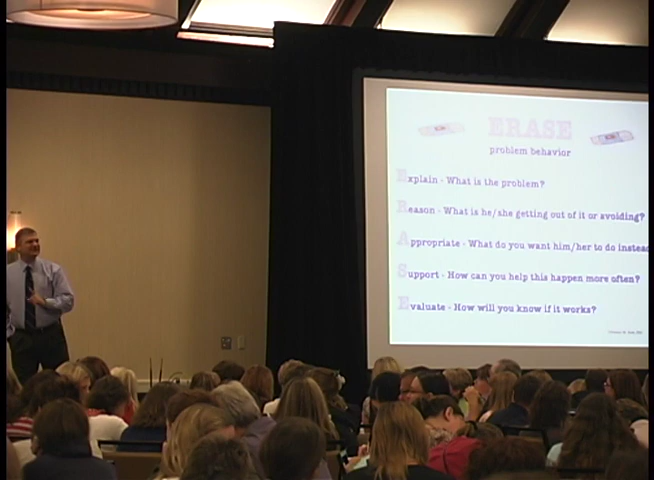 ERASE
problem behavior
Explain - What is the problem?
Reason - What is he/she getting out of it or avoiding?
Appropriate - What do you want him/her to do instead
Support - How can you help this happen more often?
Evaluate - How will you know if it works?